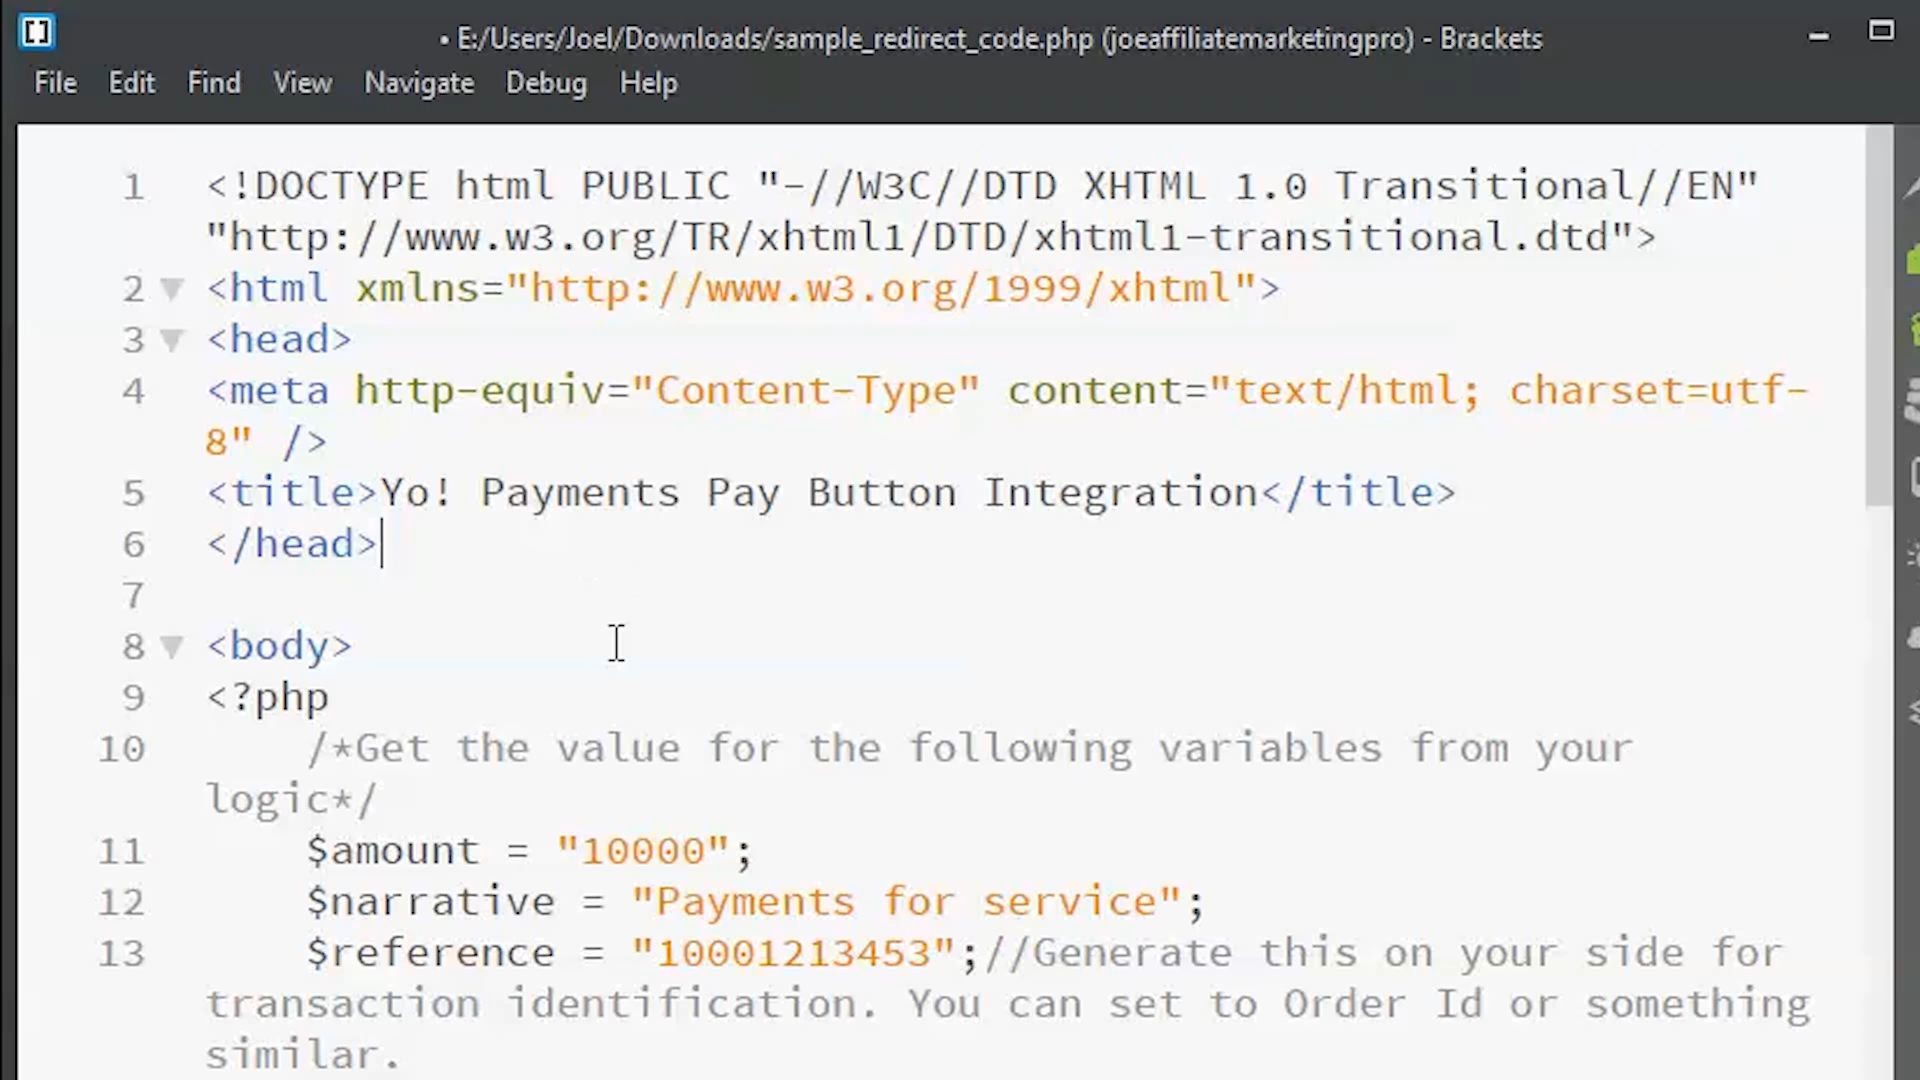 • E:/Users/Joel/Downloads/sample_redirect_code.php (joeaffiliatemarketingpro) - Brackets
File Edit Find View Navigate Debug Help
1 <!DOCTYPE html PUBLIC "-//W3C//DTD XHTML 1.0 Transitional//EN"
"http://www.w3.org/TR/xhtml1/DTD/xhtml1-transitional.dtd">
2 <html xmlns="http://www.w3.org/1999/xhtml">
3 <head>
4 <meta http-equiv="Content-Type" content="text/html; charset=utf-
8" />
5 <title>Yo! Payments Pay Button Integration</title>
6 </head>
7
8 <body>
9 <?php
10 /*Get the value for the following variables from your
logic*/
11 $amount = "10000";
12 $narrative = "Payments for service";
13 $reference = "10001213453";//Generate this on your side for
transaction identification. You can set to Order Id or something
similar.